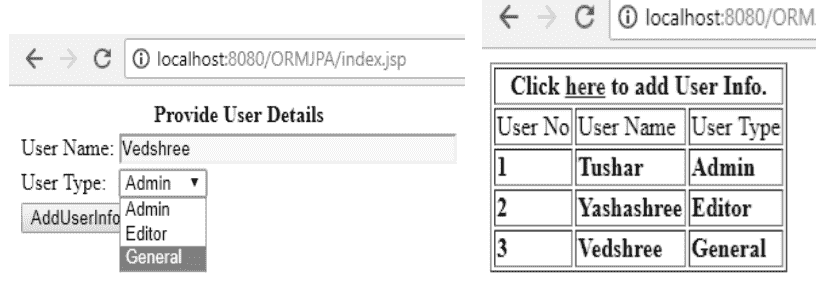 localhost:8080/ORMJPA/index.jsp
Provide User Details
User Name: Vedshree
User Type: Admin
Admin
Editor
General
AddUserInfo
localhost:8080/ORM
Click here to add User Info.
User No User Name User Type
1 Tushar Admin
2 Yashashree Editor
3 Vedshree General